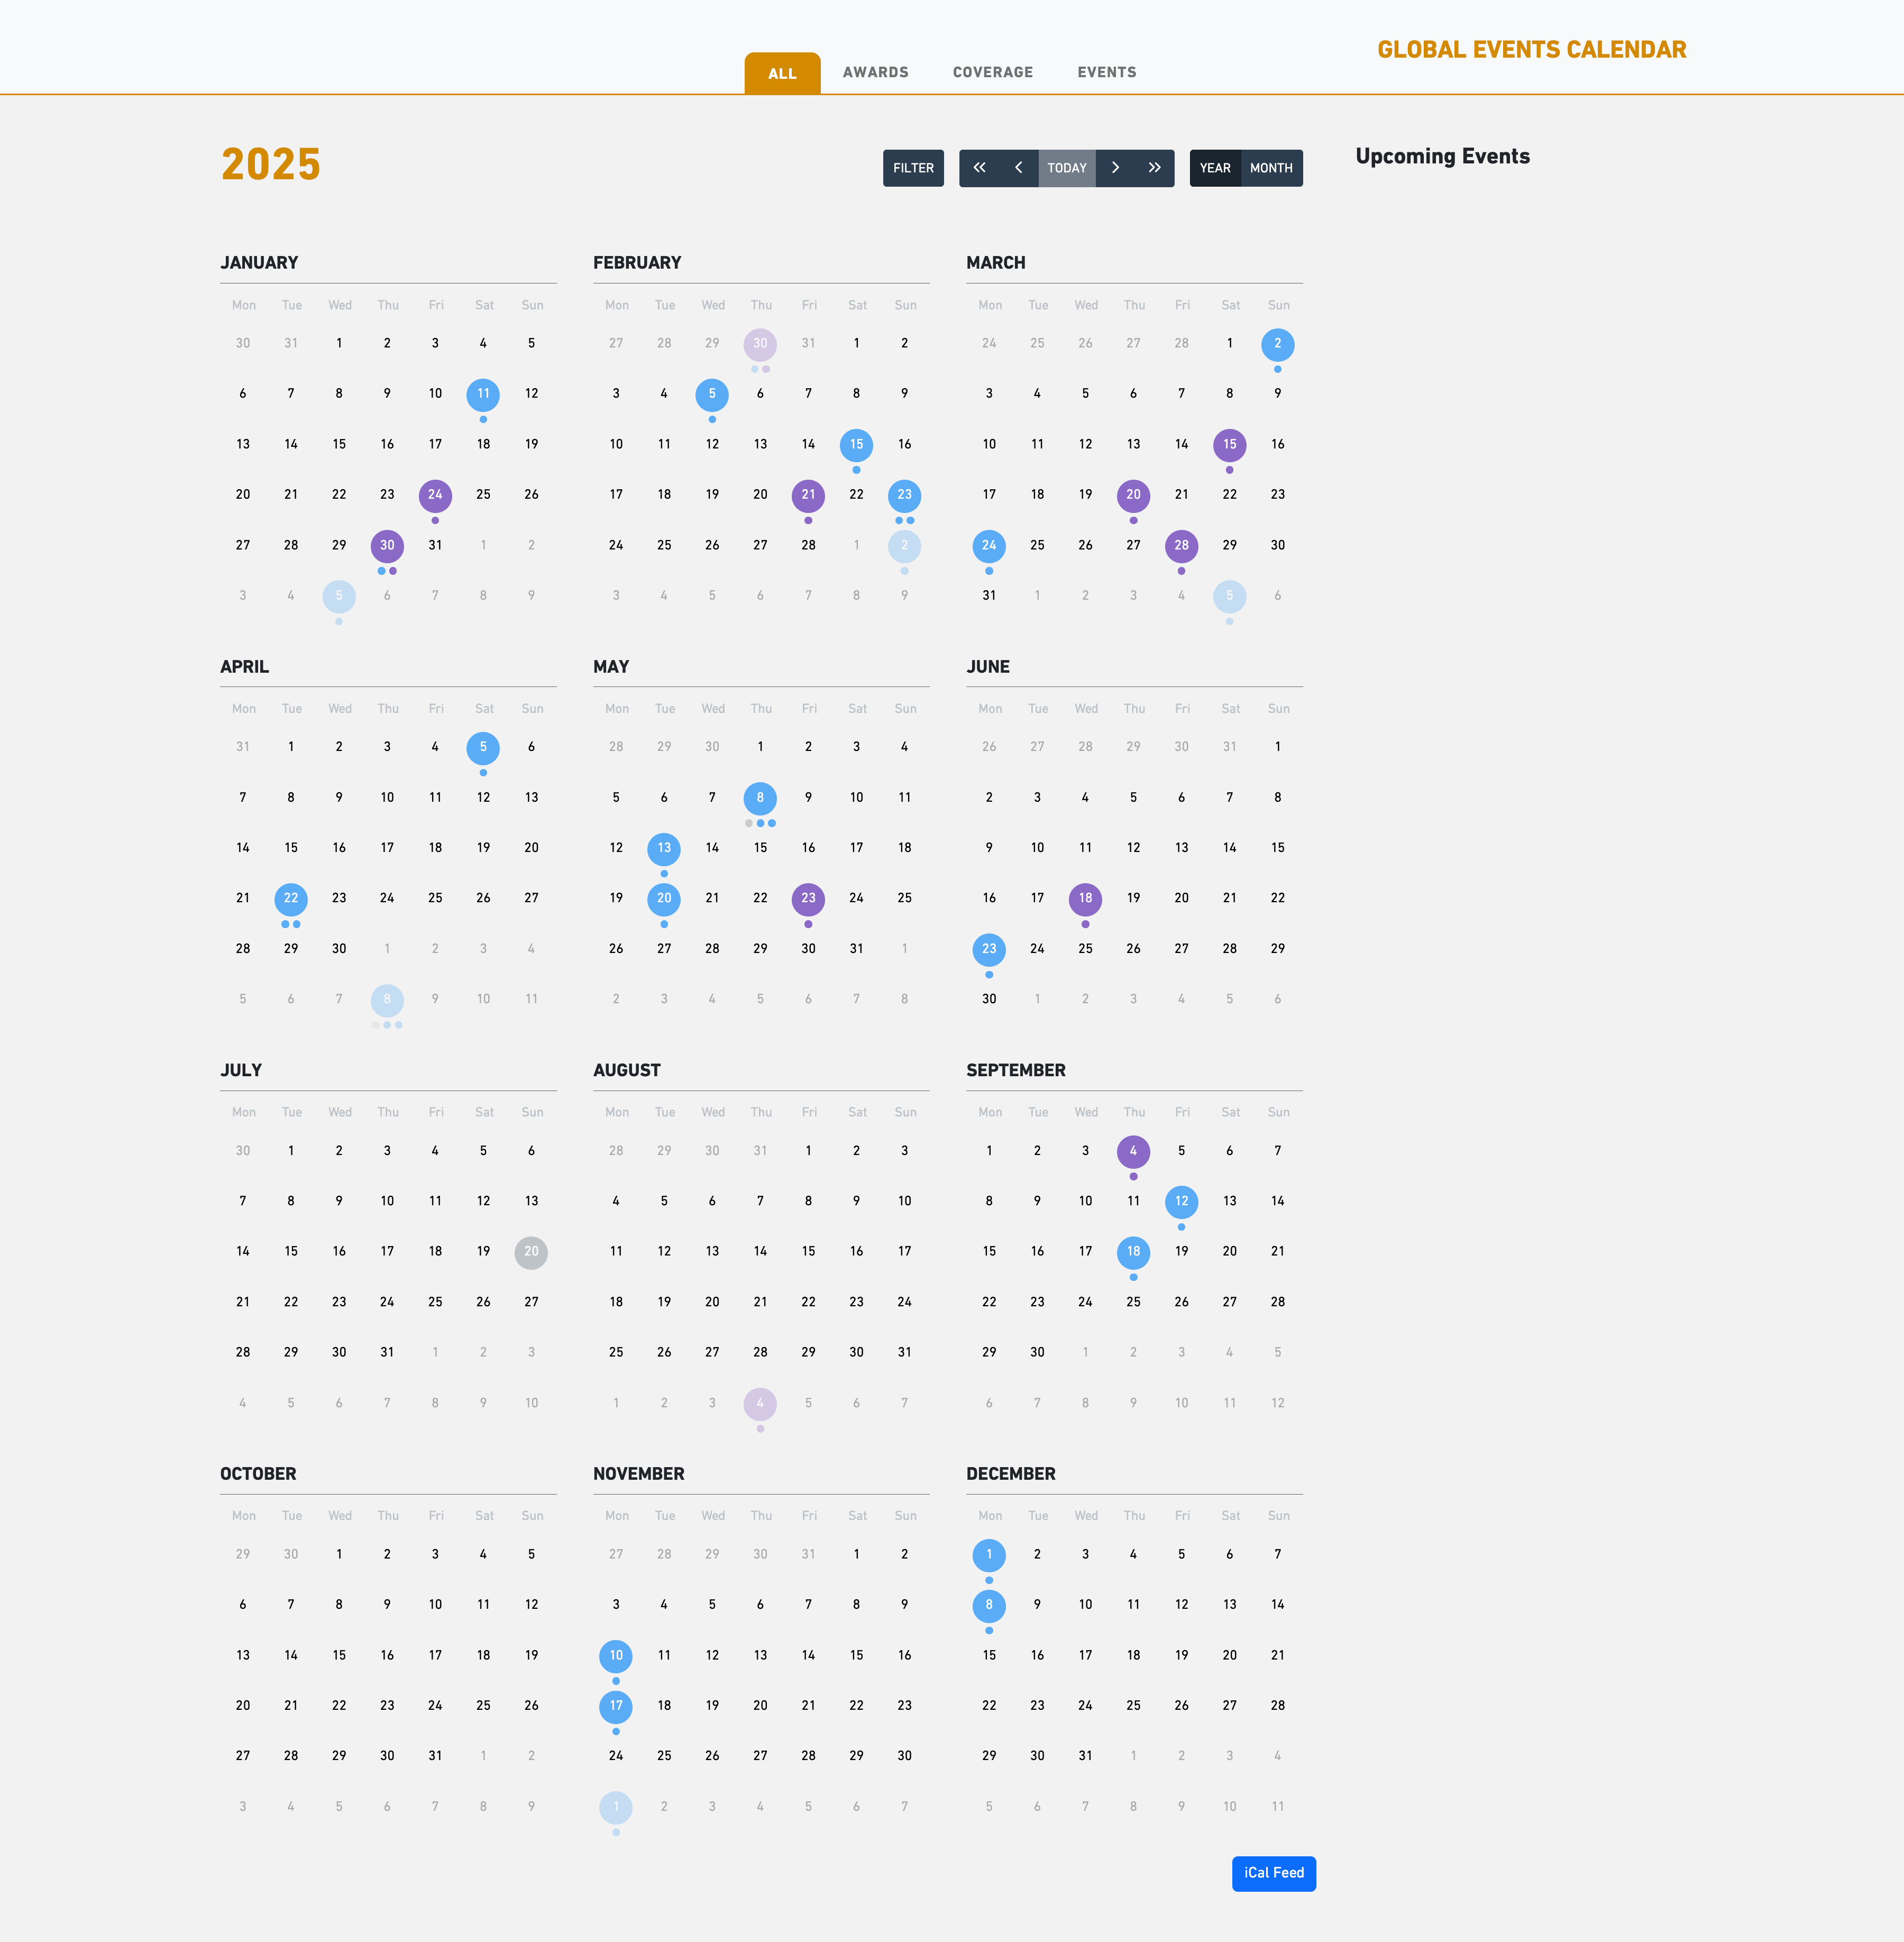 GLOBAL EVENTS CALENDAR
ALL AWARDS COVERAGE EVENTS
2025
FILTER TODAY YEAR MONTH
Upcoming Events
JANUARY
Mon Tue Wed Thu Fri Sat Sun
30 31 1 2 3 4 5
6 7 8 9 10 11 12
13 14 15 16 17 18 19
20 21 22 23 24 25 26
27 28 29 30 31 1 2
3 4 5 6 7 8 9
FEBRUARY
Mon Tue Wed Thu Fri Sat Sun
27 28 29 30 31 1 2
3 4 5 6 7 8 9
10 11 12 13 14 15 16
17 18 19 20 21 22 23
24 25 26 27 28 1 2
3 4 5 6 7 8 9
MARCH
Mon Tue Wed Thu Fri Sat Sun
24 25 26 27 28 1 2
3 4 5 6 7 8 9
10 11 12 13 14 15 16
17 18 19 20 21 22 23
24 25 26 27 28 29 30
31 1 2 3 4 5 6
APRIL
Mon Tue Wed Thu Fri Sat Sun
31 1 2 3 4 5 6
7 8 9 10 11 12 13
14 15 16 17 18 19 20
21 22 23 24 25 26 27
28 29 30 1 2 3 4
5 6 7 8 9 10 11
MAY
Mon Tue Wed Thu Fri Sat Sun
28 29 30 1 2 3 4
5 6 7 8 9 10 11
12 13 14 15 16 17 18
19 20 21 22 23 24 25
26 27 28 29 30 31 1
2 3 4 5 6 7 8
JUNE
Mon Tue Wed Thu Fri Sat Sun
26 27 28 29 30 31 1
2 3 4 5 6 7 8
9 10 11 12 13 14 15
16 17 18 19 20 21 22
23 24 25 26 27 28 29
30 1 2 3 4 5 6
JULY
Mon Tue Wed Thu Fri Sat Sun
30 1 2 3 4 5 6
7 8 9 10 11 12 13
14 15 16 17 18 19 20
21 22 23 24 25 26 27
28 29 30 31 1 2 3
4 5 6 7 8 9 10
AUGUST
Mon Tue Wed Thu Fri Sat Sun
28 29 30 31 1 2 3
4 5 6 7 8 9 10
11 12 13 14 15 16 17
18 19 20 21 22 23 24
25 26 27 28 29 30 31
1 2 3 4 5 6 7
SEPTEMBER
Mon Tue Wed Thu Fri Sat Sun
1 2 3 4 5 6 7
8 9 10 11 12 13 14
15 16 17 18 19 20 21
22 23 24 25 26 27 28
29 30 1 2 3 4 5
6 7 8 9 10 11 12
OCTOBER
Mon Tue Wed Thu Fri Sat Sun
29 30 1 2 3 4 5
6 7 8 9 10 11 12
13 14 15 16 17 18 19
20 21 22 23 24 25 26
27 28 29 30 31 1 2
3 4 5 6 7 8 9
NOVEMBER
Mon Tue Wed Thu Fri Sat Sun
27 28 29 30 31 1 2
3 4 5 6 7 8 9
10 11 12 13 14 15 16
17 18 19 20 21 22 23
24 25 26 27 28 29 30
1 2 3 4 5 6 7
DECEMBER
Mon Tue Wed Thu Fri Sat Sun
1 2 3 4 5 6 7
8 9 10 11 12 13 14
15 16 17 18 19 20 21
22 23 24 25 26 27 28
29 30 31 1 2 3 4
5 6 7 8 9 10 11
iCal Feed